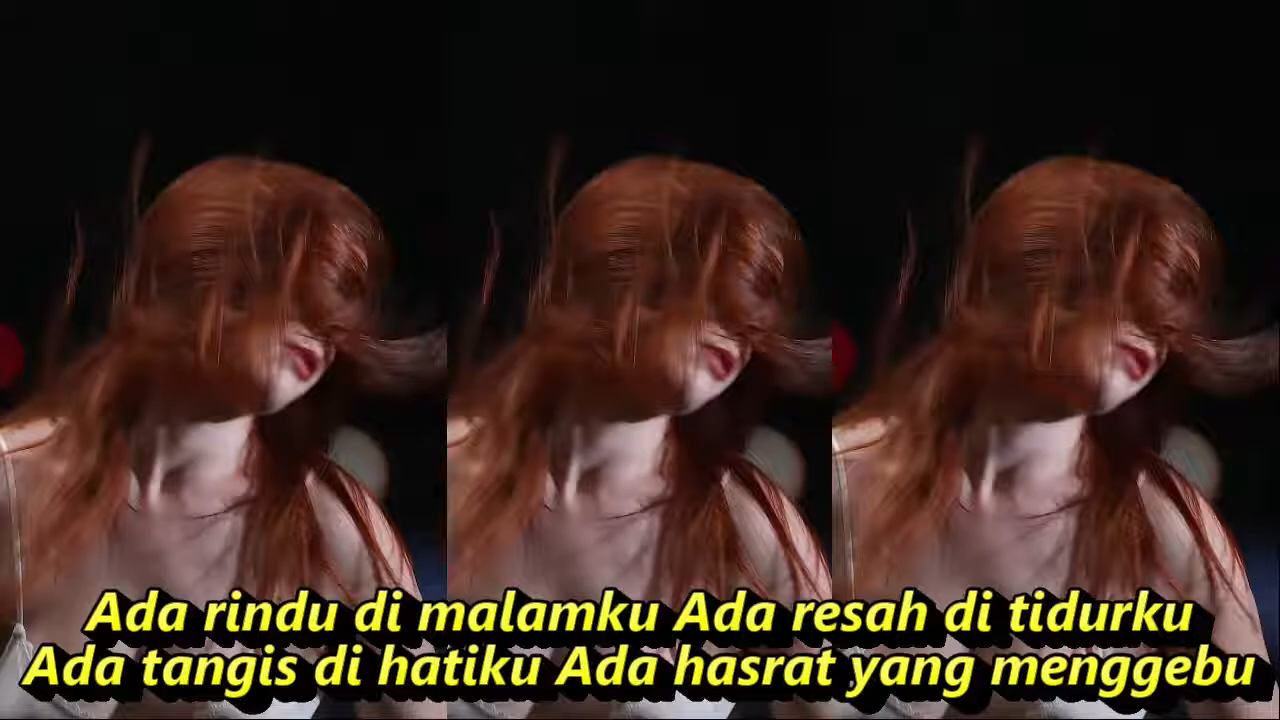 Ada rindu di malamku Ada resah di tidurku
Ada tangis di hatiku Ada hasrat yang menggebu